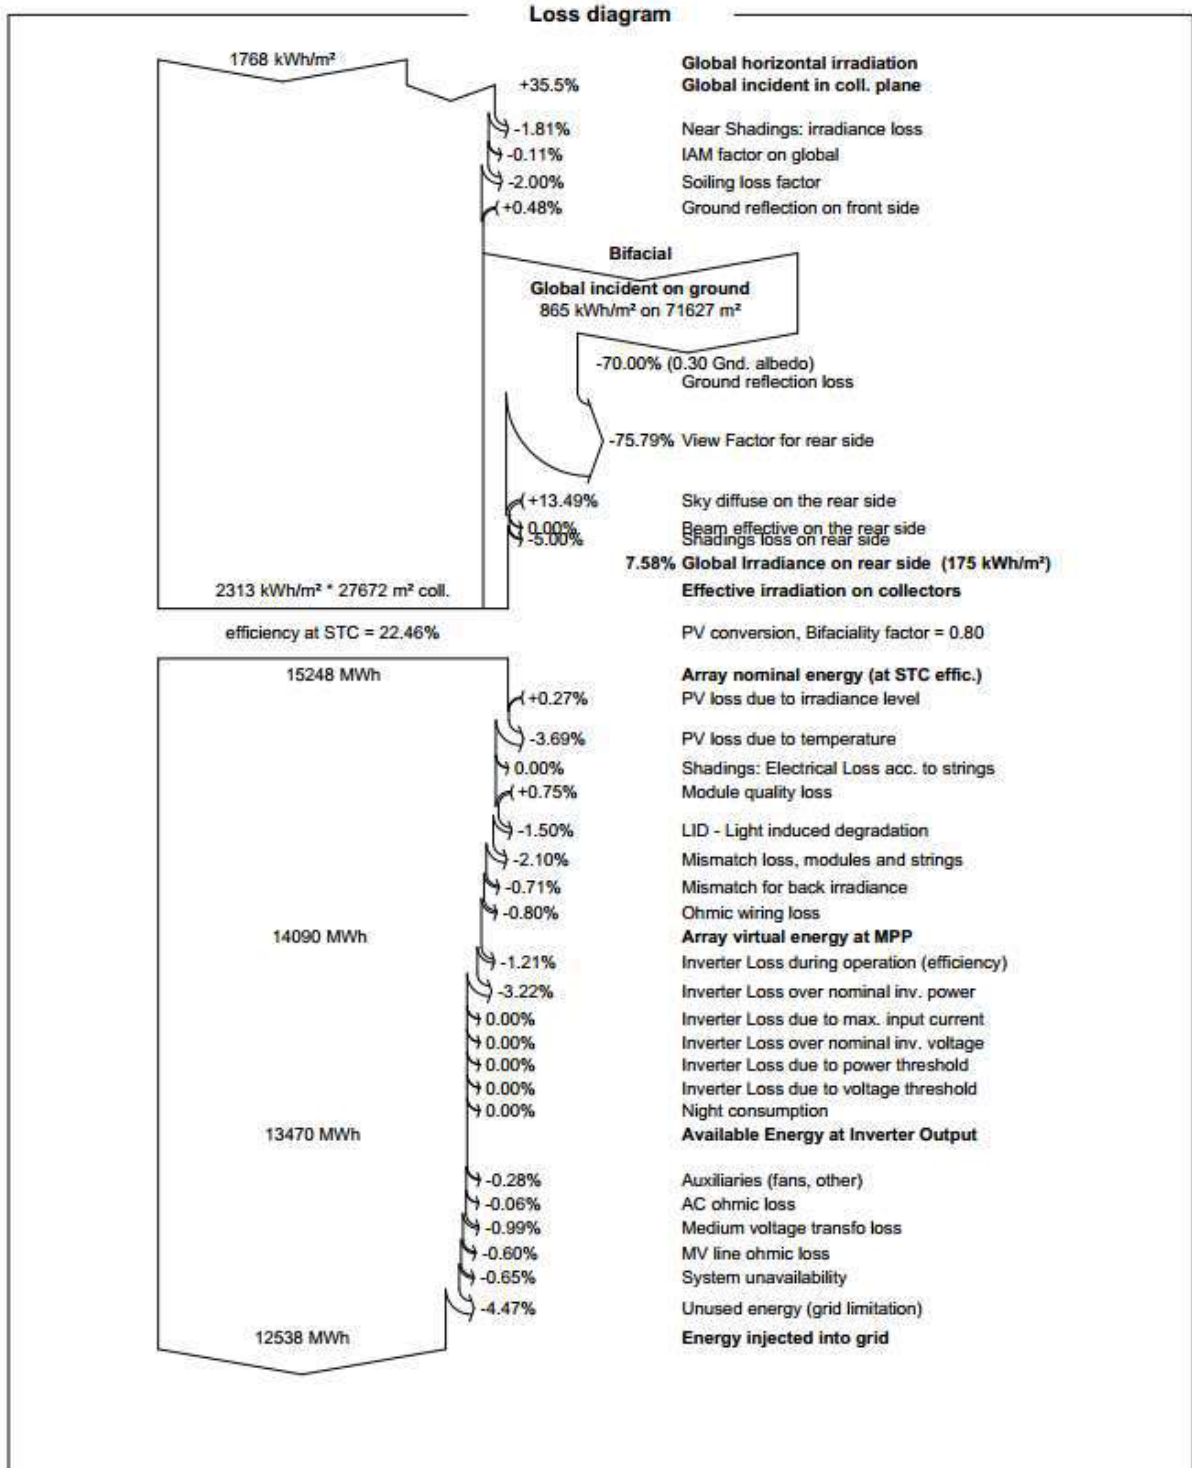 Loss diagram
1768 kWh/m² Global horizontal irradiation
+35.5% Global incident in coll. plane
-1.81% Near Shadings: irradiance loss
-0.11% IAM factor on global
-2.00% Soiling loss factor
+0.48% Ground reflection on front side
Bifacial
Global incident on ground
865 kWh/m² on 71627 m²
-70.00% (0.30 Gnd. albedo)
Ground reflection loss
-75.79% View Factor for rear side
+13.49% Sky diffuse on the rear side
0.00% Beam effective on the rear side
-5.00% Shadings loss on rear side
7.58% Global Irradiance on rear side (175 kWh/m²)
2313 kWh/m² * 27672 m² coll. Effective irradiation on collectors
efficiency at STC = 22.46% PV conversion, Bifaciality factor = 0.80
15248 MWh Array nominal energy (at STC effic.)
+0.27% PV loss due to irradiance level
-3.69% PV loss due to temperature
0.00% Shadings: Electrical Loss acc. to strings
+0.75% Module quality loss
-1.50% LID - Light induced degradation
-2.10% Mismatch loss, modules and strings
-0.71% Mismatch for back irradiance
-0.80% Ohmic wiring loss
14090 MWh Array virtual energy at MPP
-1.21% Inverter Loss during operation (efficiency)
-3.22% Inverter Loss over nominal inv. power
0.00% Inverter Loss due to max. input current
0.00% Inverter Loss over nominal inv. voltage
0.00% Inverter Loss due to power threshold
0.00% Inverter Loss due to voltage threshold
0.00% Night consumption
13470 MWh Available Energy at Inverter Output
-0.28% Auxiliaries (fans, other)
-0.06% AC ohmic loss
-0.99% Medium voltage transfo loss
-0.60% MV line ohmic loss
-0.65% System unavailability
-4.47% Unused energy (grid limitation)
12538 MWh Energy injected into grid